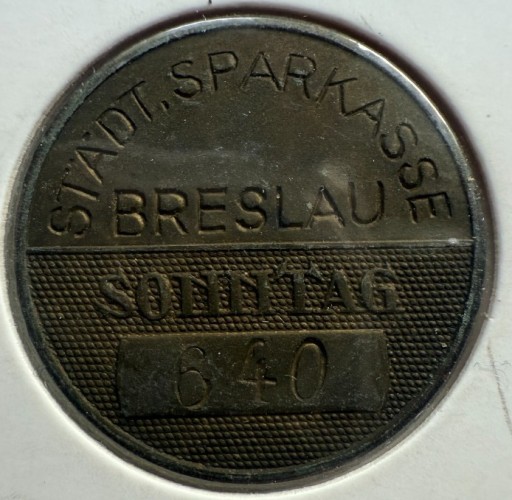 STÄDT. SPARKASSE
BRESLAU
SONNTAG
640